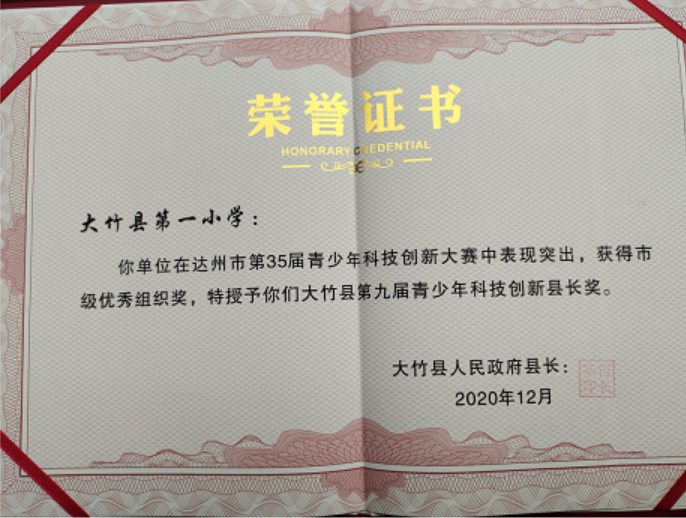 荣誉证书
HONORARY CREDENTIAL
大竹县第一小学：
你单位在达州市第35届青少年科技创新大赛中表现突出，获得市
级优秀组织奖，特授予你们大竹县第九届青少年科技创新县长奖。
大竹县人民政府县长：
2020年12月